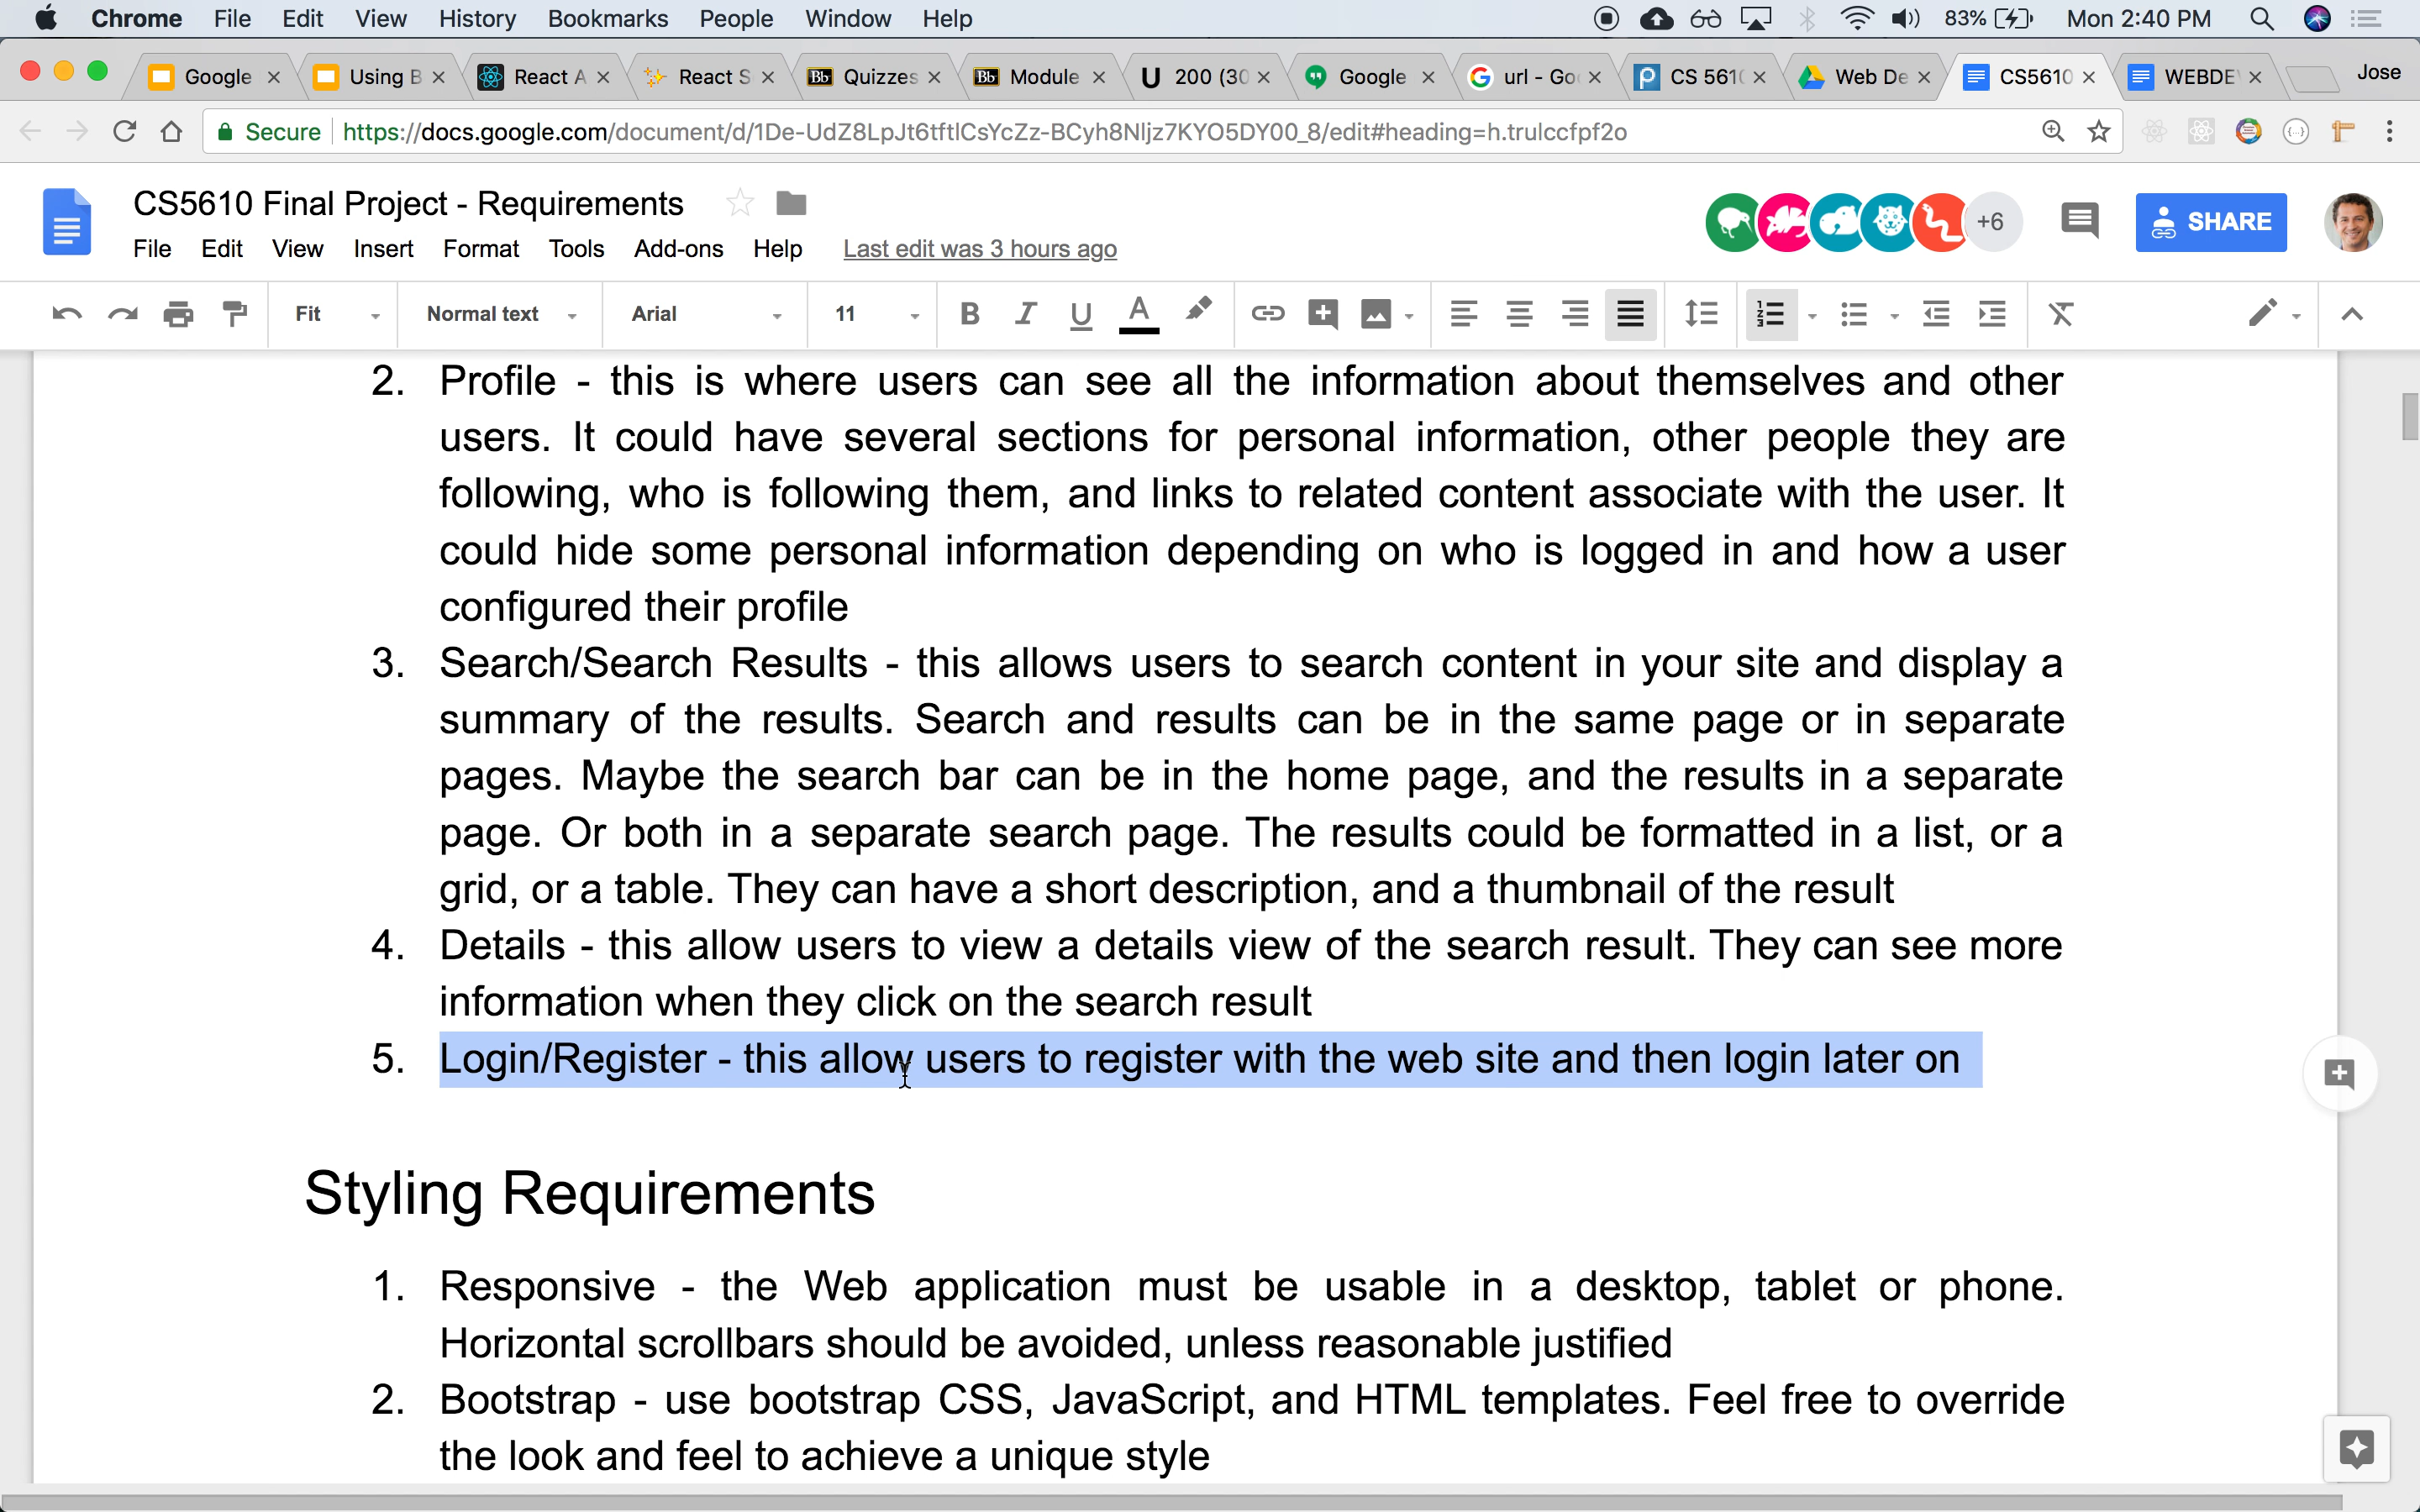 Chrome File Edit View History Bookmarks People Window Help 83% Mon 2:40 PM
Google Using B React A React S Quizzes Module 200 (30 Google url - Go CS 561 Web De CS5610 WEBDE Jose
Secure https://docs.google.com/document/d/1De-UdZ8LpJt6tftlCsYcZz-BCyh8Nljz7KYO5DY00_8/edit#heading=h.trulccfpf2o
CS5610 Final Project - Requirements
+6 SHARE
File Edit View Insert Format Tools Add-ons Help Last edit was 3 hours ago
Fit Normal text Arial 11
2. Profile - this is where users can see all the information about themselves and other
users. It could have several sections for personal information, other people they are
following, who is following them, and links to related content associate with the user. It
could hide some personal information depending on who is logged in and how a user
configured their profile
3. Search/Search Results - this allows users to search content in your site and display a
summary of the results. Search and results can be in the same page or in separate
pages. Maybe the search bar can be in the home page, and the results in a separate
page. Or both in a separate search page. The results could be formatted in a list, or a
grid, or a table. They can have a short description, and a thumbnail of the result
4. Details - this allow users to view a details view of the search result. They can see more
information when they click on the search result
5. Login/Register - this allow users to register with the web site and then login later on
Styling Requirements
1. Responsive - the Web application must be usable in a desktop, tablet or phone.
Horizontal scrollbars should be avoided, unless reasonable justified
2. Bootstrap - use bootstrap CSS, JavaScript, and HTML templates. Feel free to override
the look and feel to achieve a unique style